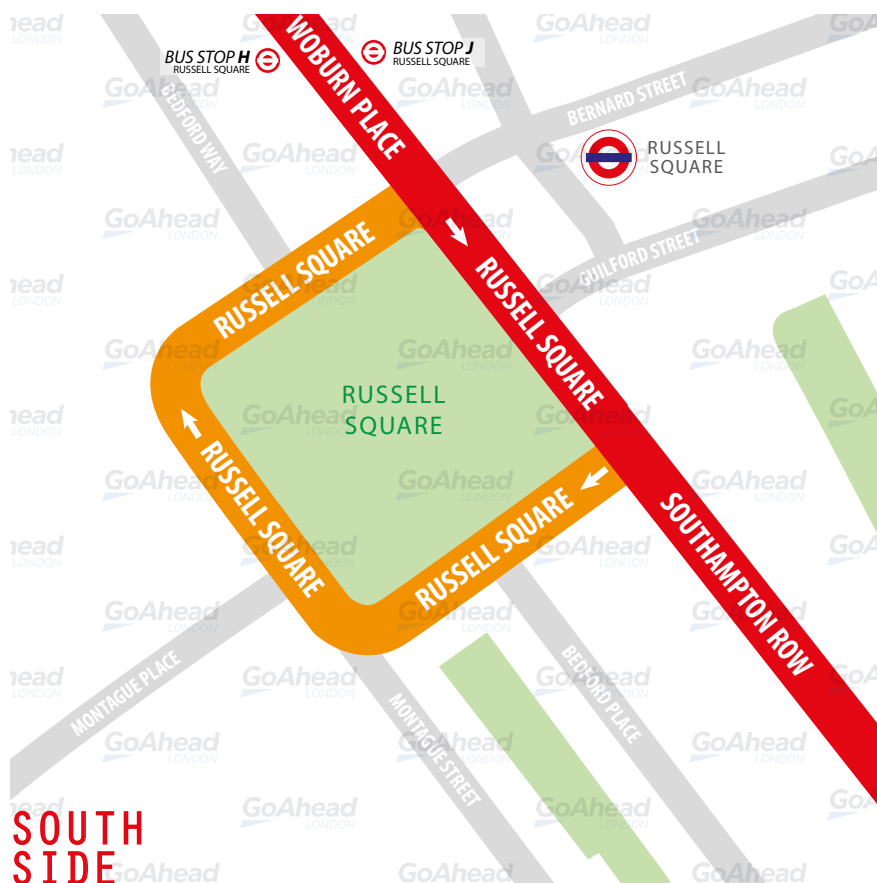 WOBURN PLACE
BUS STOP H
RUSSELL SQUARE
BUS STOP J
RUSSELL SQUARE
BEDFORD WAY
BERNARD STREET
RUSSELL
SQUARE
GUILFORD STREET
RUSSELL SQUARE
RUSSELL SQUARE
RUSSELL
SQUARE
RUSSELL SQUARE
RUSSELL SQUARE
SOUTHAMPTON ROW
MONTAGUE PLACE
BEDFORD PLACE
MONTAGUE STREET
SOUTH
SIDE
GoAhead
LONDON